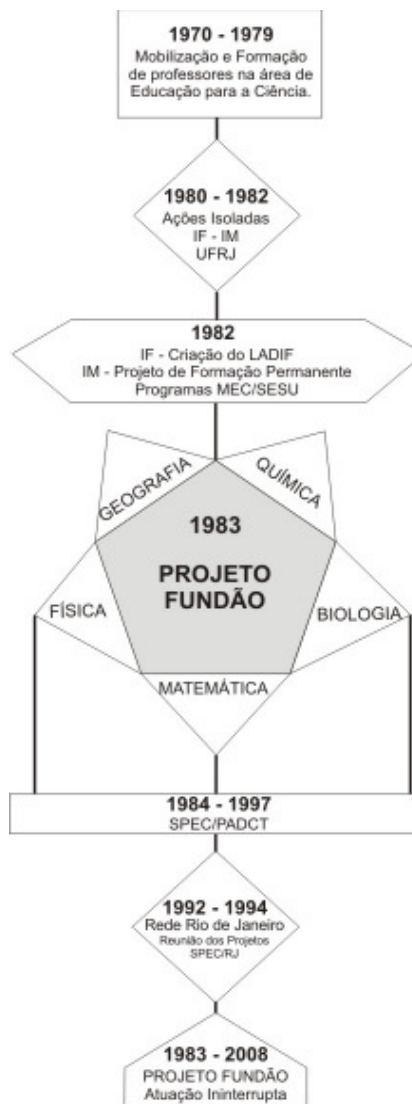 1970 - 1979
Mobilização e Formação
de professores na área de
Educação para a Ciência.
1980 - 1982
Ações Isoladas
IF - IM
UFRJ
1982
IF - Criação do LADIF
IM - Projeto de Formação Permanente
Programas MEC/SESU
GEOGRAFIA
QUÍMICA
1983
PROJETO
FUNDÃO
FÍSICA
BIOLOGIA
MATEMÁTICA
1984 - 1997
SPEC/PADCT
1992 - 1994
Rede Rio de Janeiro
Reunião dos Projetos
SPEC/RJ
1983 - 2008
PROJETO FUNDÃO
Atuação Ininterrupta